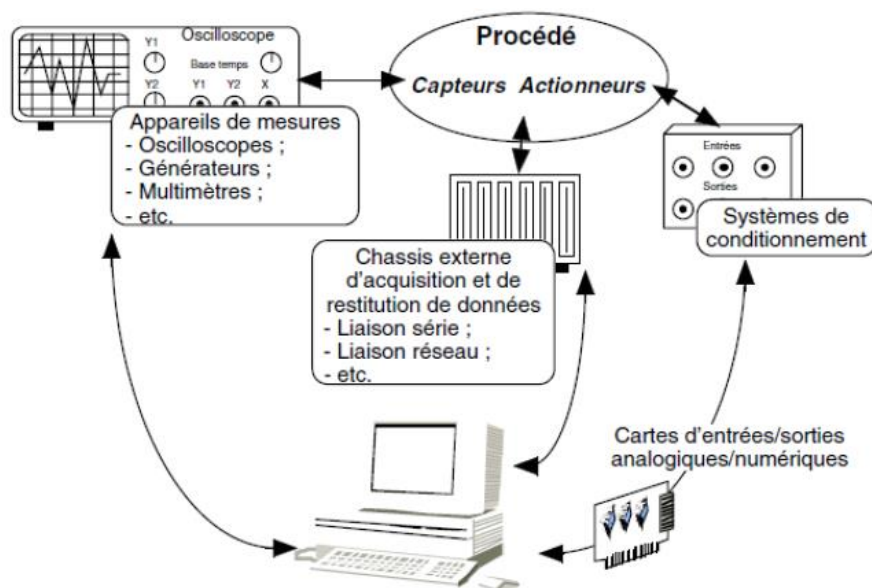 Oscilloscope
Y1
Base temps
Y2
Y1 Y2 X
Appareils de mesures
- Oscilloscopes ;
- Générateurs ;
- Multimètres ;
- etc.
Procédé
Capteurs Actionneurs
Entrées
Sorties
Systèmes de
conditionnement
Chassis externe
d'acquisition et de
restitution de données
- Liaison série ;
- Liaison réseau ;
- etc.
Cartes d'entrées/sorties
analogiques/numériques